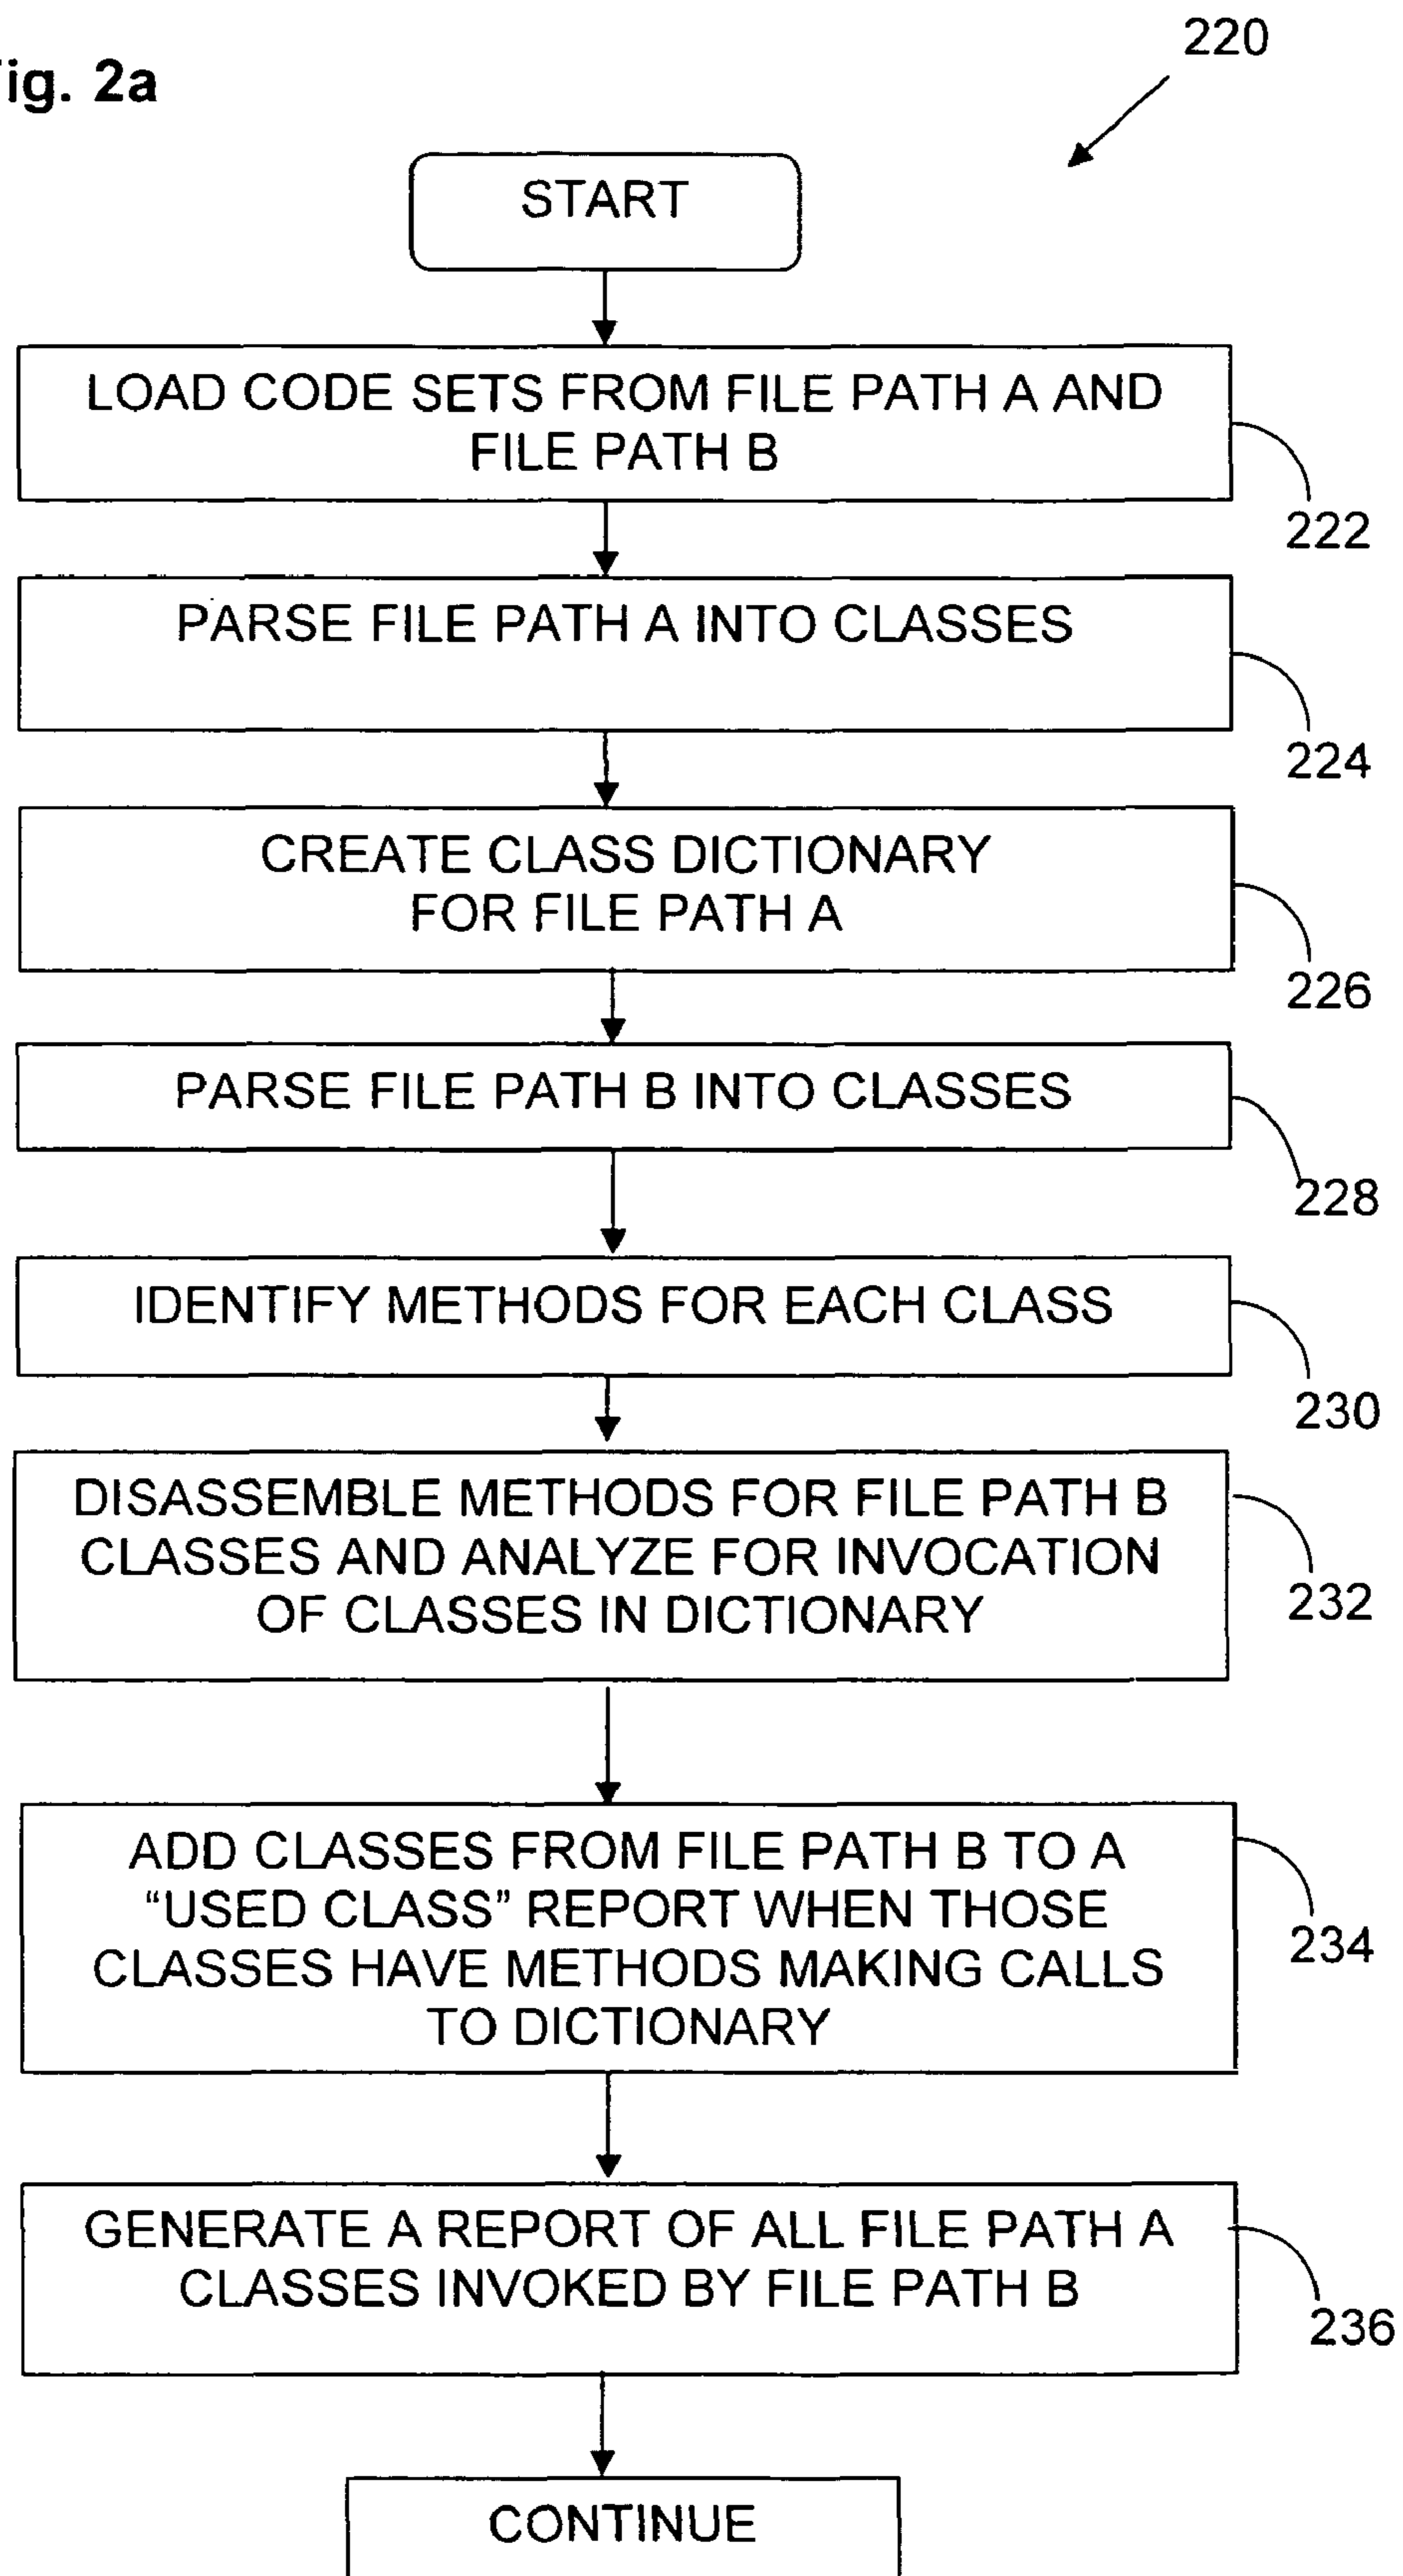 220
ig. 2a
START
LOAD CODE SETS FROM FILE PATH A AND
FILE PATH B
222
PARSE FILE PATH A INTO CLASSES
224
CREATE CLASS DICTIONARY
FOR FILE PATH A
226
PARSE FILE PATH B INTO CLASSES
228
IDENTIFY METHODS FOR EACH CLASS
230
DISASSEMBLE METHODS FOR FILE PATH B
CLASSES AND ANALYZE FOR INVOCATION
OF CLASSES IN DICTIONARY
232
ADD CLASSES FROM FILE PATH B TO A
“USED CLASS” REPORT WHEN THOSE
CLASSES HAVE METHODS MAKING CALLS
TO DICTIONARY
234
GENERATE A REPORT OF ALL FILE PATH A
CLASSES INVOKED BY FILE PATH B
236
CONTINUE